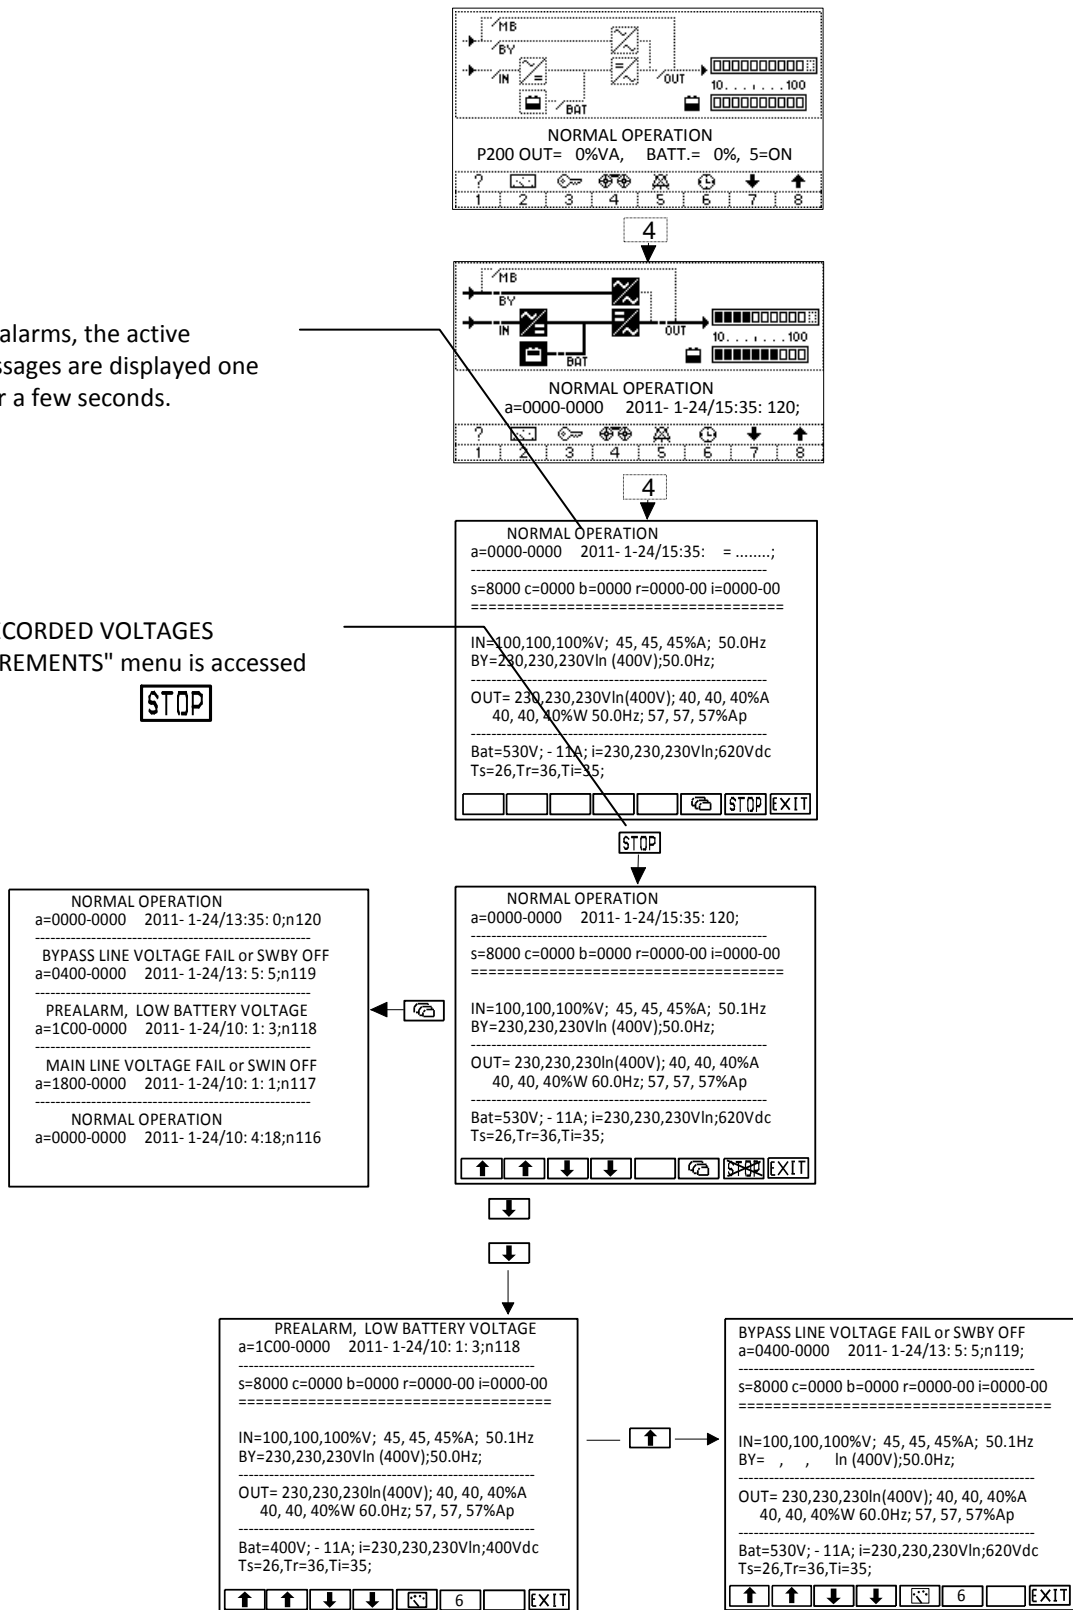 MB
BY
IN
BAT
OUT
10. . . ı . . . 100
NORMAL OPERATION
P200 OUT= 0%VA, BATT.= 0%, 5=ON
?
1 2 3 4 5 6 7 8
4
MB
BY
IN
BAT
OUT
10. . . ı . . . 100
NORMAL OPERATION
a=0000-0000 2011- 1-24/15:35: 120;
?
1 2 3 4 5 6 7 8
alarms, the active
ssages are displayed one
r a few seconds.
4
NORMAL OPERATION
a=0000-0000 2011- 1-24/15:35: = ........;
s=8000 c=0000 b=0000 r=0000-00 i=0000-00
IN=100,100,100%V; 45, 45, 45%A; 50.0Hz
BY=230,230,230Vln (400V);50.0Hz;
OUT= 230,230,230Vln(400V); 40, 40, 40%A
40, 40, 40%W 50.0Hz; 57, 57, 57%Ap
Bat=530V; - 11A; i=230,230,230Vln;620Vdc
Ts=26,Tr=36,Ti=35;
STOP EXIT
ECORDED VOLTAGES
REMENTS" menu is accessed
STOP
STOP
NORMAL OPERATION
a=0000-0000 2011- 1-24/13:35: 0;n120
BYPASS LINE VOLTAGE FAIL or SWBY OFF
a=0400-0000 2011- 1-24/13: 5: 5;n119
PREALARM, LOW BATTERY VOLTAGE
a=1C00-0000 2011- 1-24/10: 1: 3;n118
MAIN LINE VOLTAGE FAIL or SWIN OFF
a=1800-0000 2011- 1-24/10: 1: 1;n117
NORMAL OPERATION
a=0000-0000 2011- 1-24/10: 4:18;n116
NORMAL OPERATION
a=0000-0000 2011- 1-24/15:35: 120;
s=8000 c=0000 b=0000 r=0000-00 i=0000-00
IN=100,100,100%V; 45, 45, 45%A; 50.1Hz
BY=230,230,230Vln (400V);50.0Hz;
OUT= 230,230,230ln(400V); 40, 40, 40%A
40, 40, 40%W 60.0Hz; 57, 57, 57%Ap
Bat=530V; - 11A; i=230,230,230Vln;620Vdc
Ts=26,Tr=36,Ti=35;
STOP EXIT
PREALARM, LOW BATTERY VOLTAGE
a=1C00-0000 2011- 1-24/10: 1: 3;n118
s=8000 c=0000 b=0000 r=0000-00 i=0000-00
IN=100,100,100%V; 45, 45, 45%A; 50.1Hz
BY=230,230,230Vln (400V);50.0Hz;
OUT= 230,230,230ln(400V); 40, 40, 40%A
40, 40, 40%W 60.0Hz; 57, 57, 57%Ap
Bat=400V; - 11A; i=230,230,230Vln;400Vdc
Ts=26,Tr=36,Ti=35;
6 EXIT
BYPASS LINE VOLTAGE FAIL or SWBY OFF
a=0400-0000 2011- 1-24/13: 5: 5;n119;
s=8000 c=0000 b=0000 r=0000-00 i=0000-00
IN=100,100,100%V; 45, 45, 45%A; 50.1Hz
BY= , , ln (400V);50.0Hz;
OUT= 230,230,230ln(400V); 40, 40, 40%A
40, 40, 40%W 60.0Hz; 57, 57, 57%Ap
Bat=530V; - 11A; i=230,230,230Vln;620Vdc
Ts=26,Tr=36,Ti=35;
6 EXIT